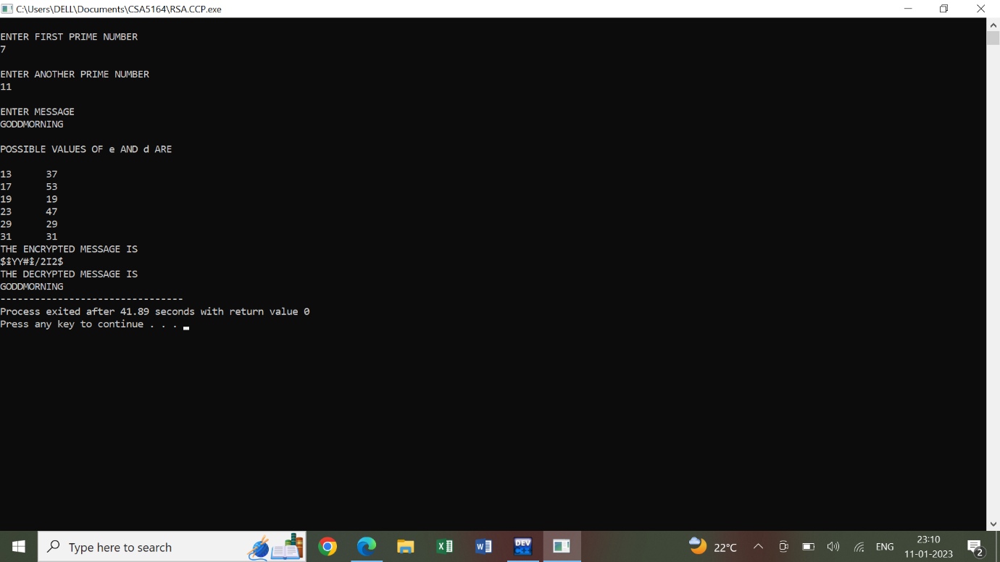 C:\Users\DELL\Documents\CSA5164\RSA.CCP.exe
ENTER FIRST PRIME NUMBER
7
ENTER ANOTHER PRIME NUMBER
11
ENTER MESSAGE
GODDMORNING
POSSIBLE VALUES OF e AND d ARE
13 37
17 53
19 19
23 47
29 29
31 31
THE ENCRYPTED MESSAGE IS
$↨YY#↨/2I2$
THE DECRYPTED MESSAGE IS
GODDMORNING
--------------------------------
Process exited after 41.89 seconds with return value 0
Press any key to continue . . .
Type here to search
DEV
C++
22°C
ENG
23:10
11-01-2023
2